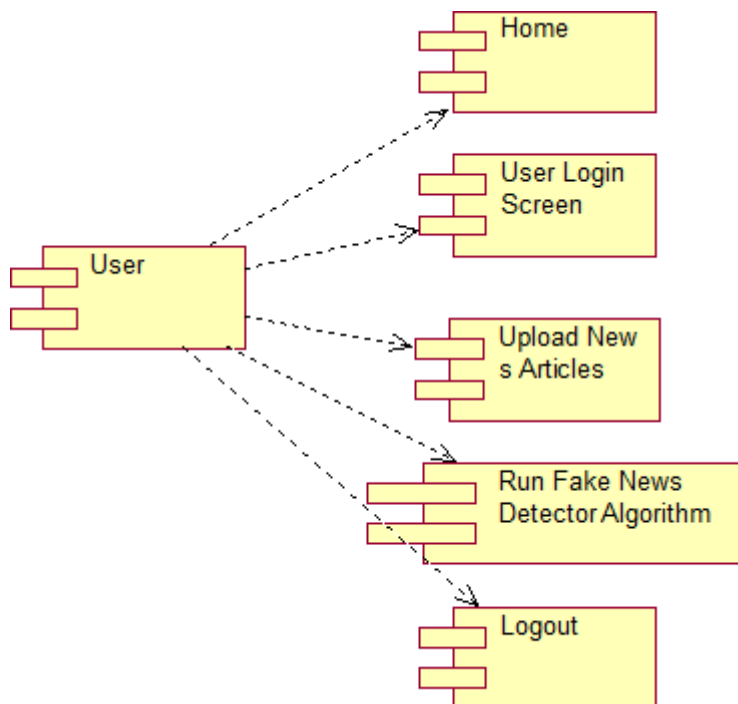 Home
User Login
Screen
User
Upload New
s Articles
Run Fake News
Detector Algorithm
Logout